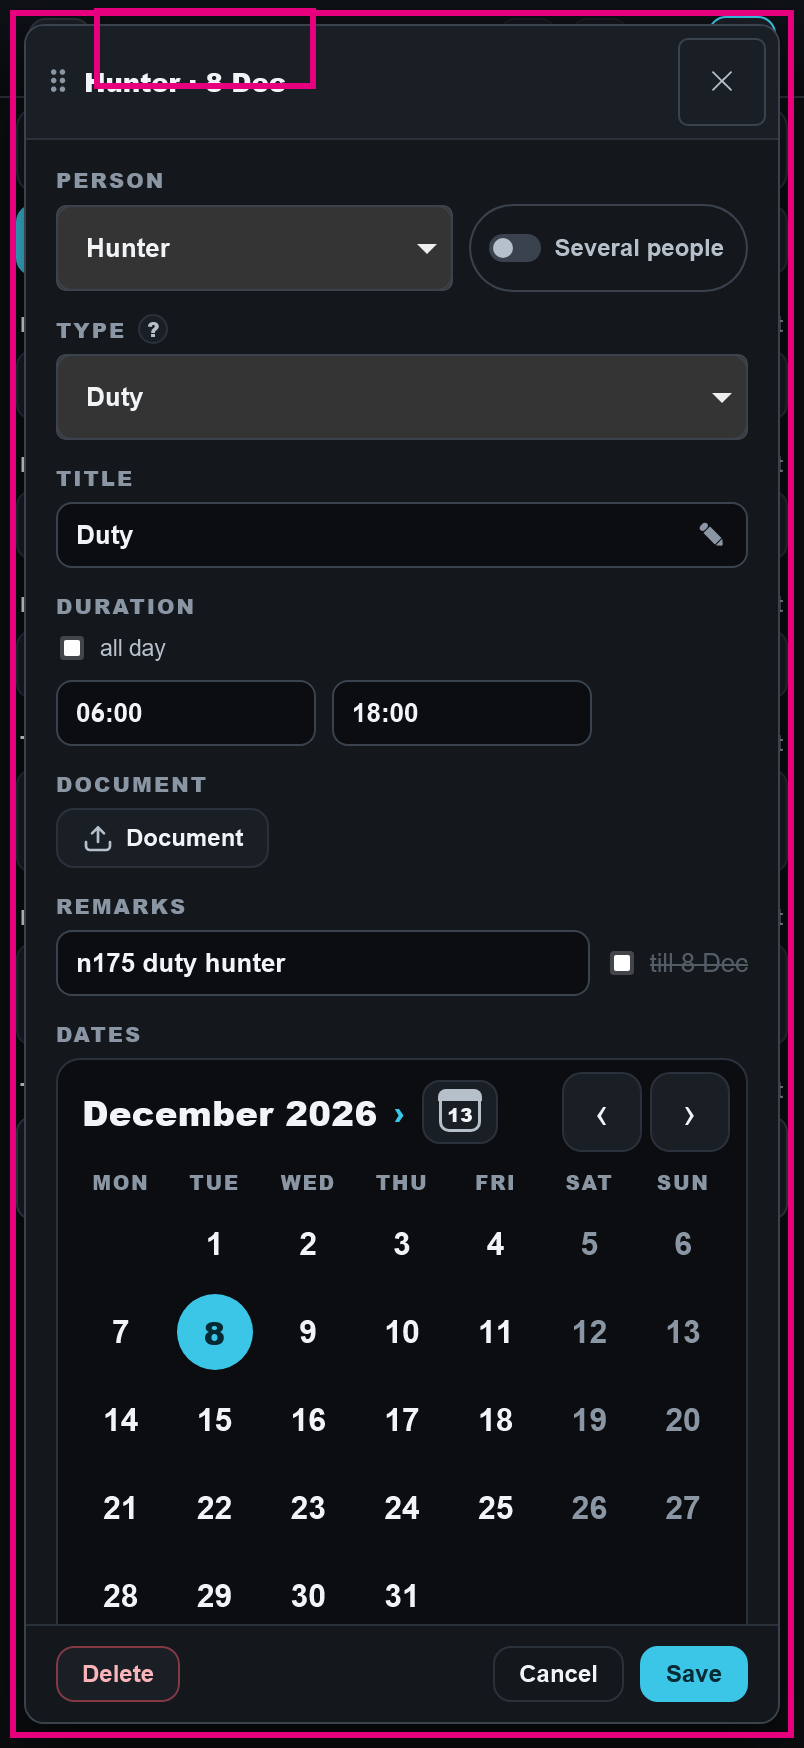 Hunter · 8 Dec
PERSON
Hunter
Several people
TYPE ?
Duty
TITLE
Duty
DURATION
all day
06:00 18:00
DOCUMENT
Document
REMARKS
n175 duty hunter
till 8 Dec
DATES
December 2026 › 13 ‹ ›
MON TUE WED THU FRI SAT SUN
1 2 3 4 5 6
7 8 9 10 11 12 13
14 15 16 17 18 19 20
21 22 23 24 25 26 27
28 29 30 31
Delete Cancel Save